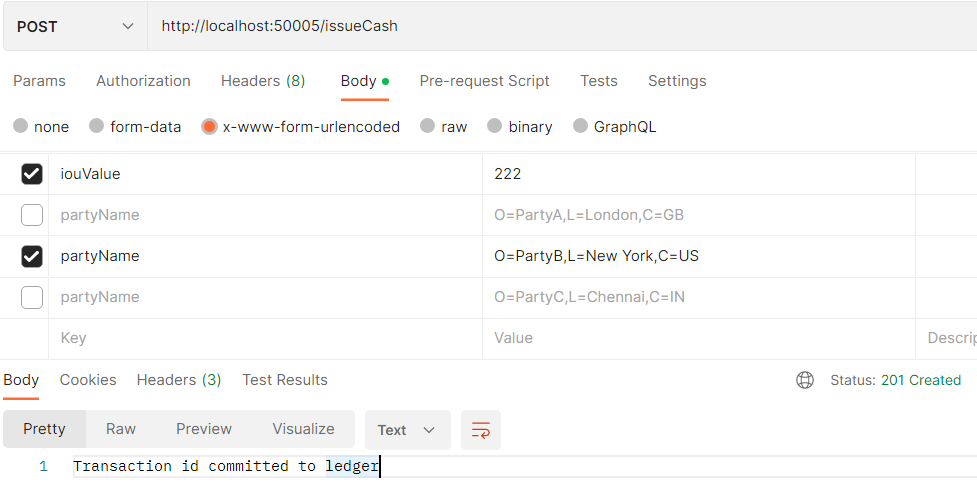 POST http://localhost:50005/issueCash
Params Authorization Headers (8) Body Pre-request Script Tests Settings
none form-data x-www-form-urlencoded raw binary GraphQL
iouValue 222
partyName O=PartyA,L=London,C=GB
partyName O=PartyB,L=New York,C=US
partyName O=PartyC,L=Chennai,C=IN
Key Value Descrip
Body Cookies Headers (3) Test Results Status: 201 Created
Pretty Raw Preview Visualize Text
1 Transaction id committed to ledger